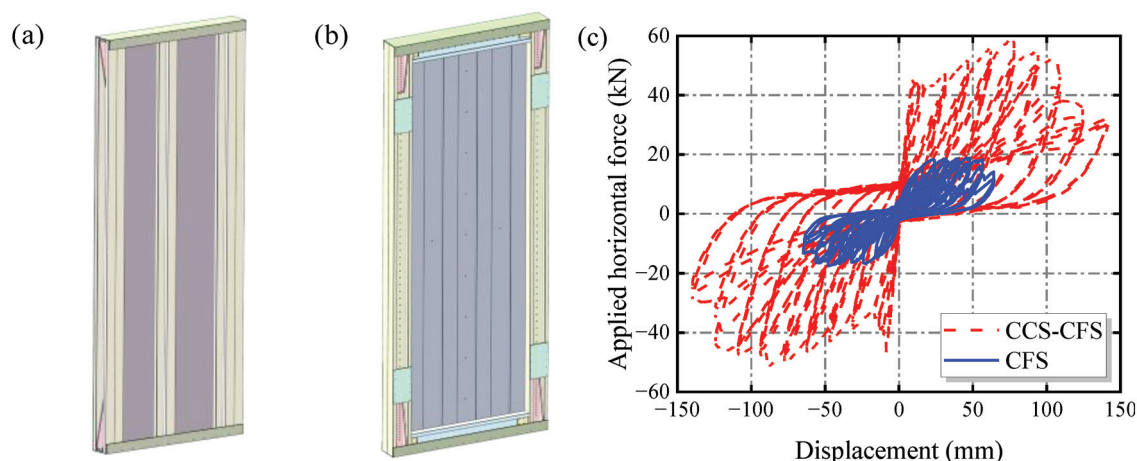 (a)
(b)
(c)
60
40
20
0
−20
−40
−60
−150
−100
−50
0
50
100
150
Applied horizontal force (kN)
Displacement (mm)
CCS-CFS
CFS